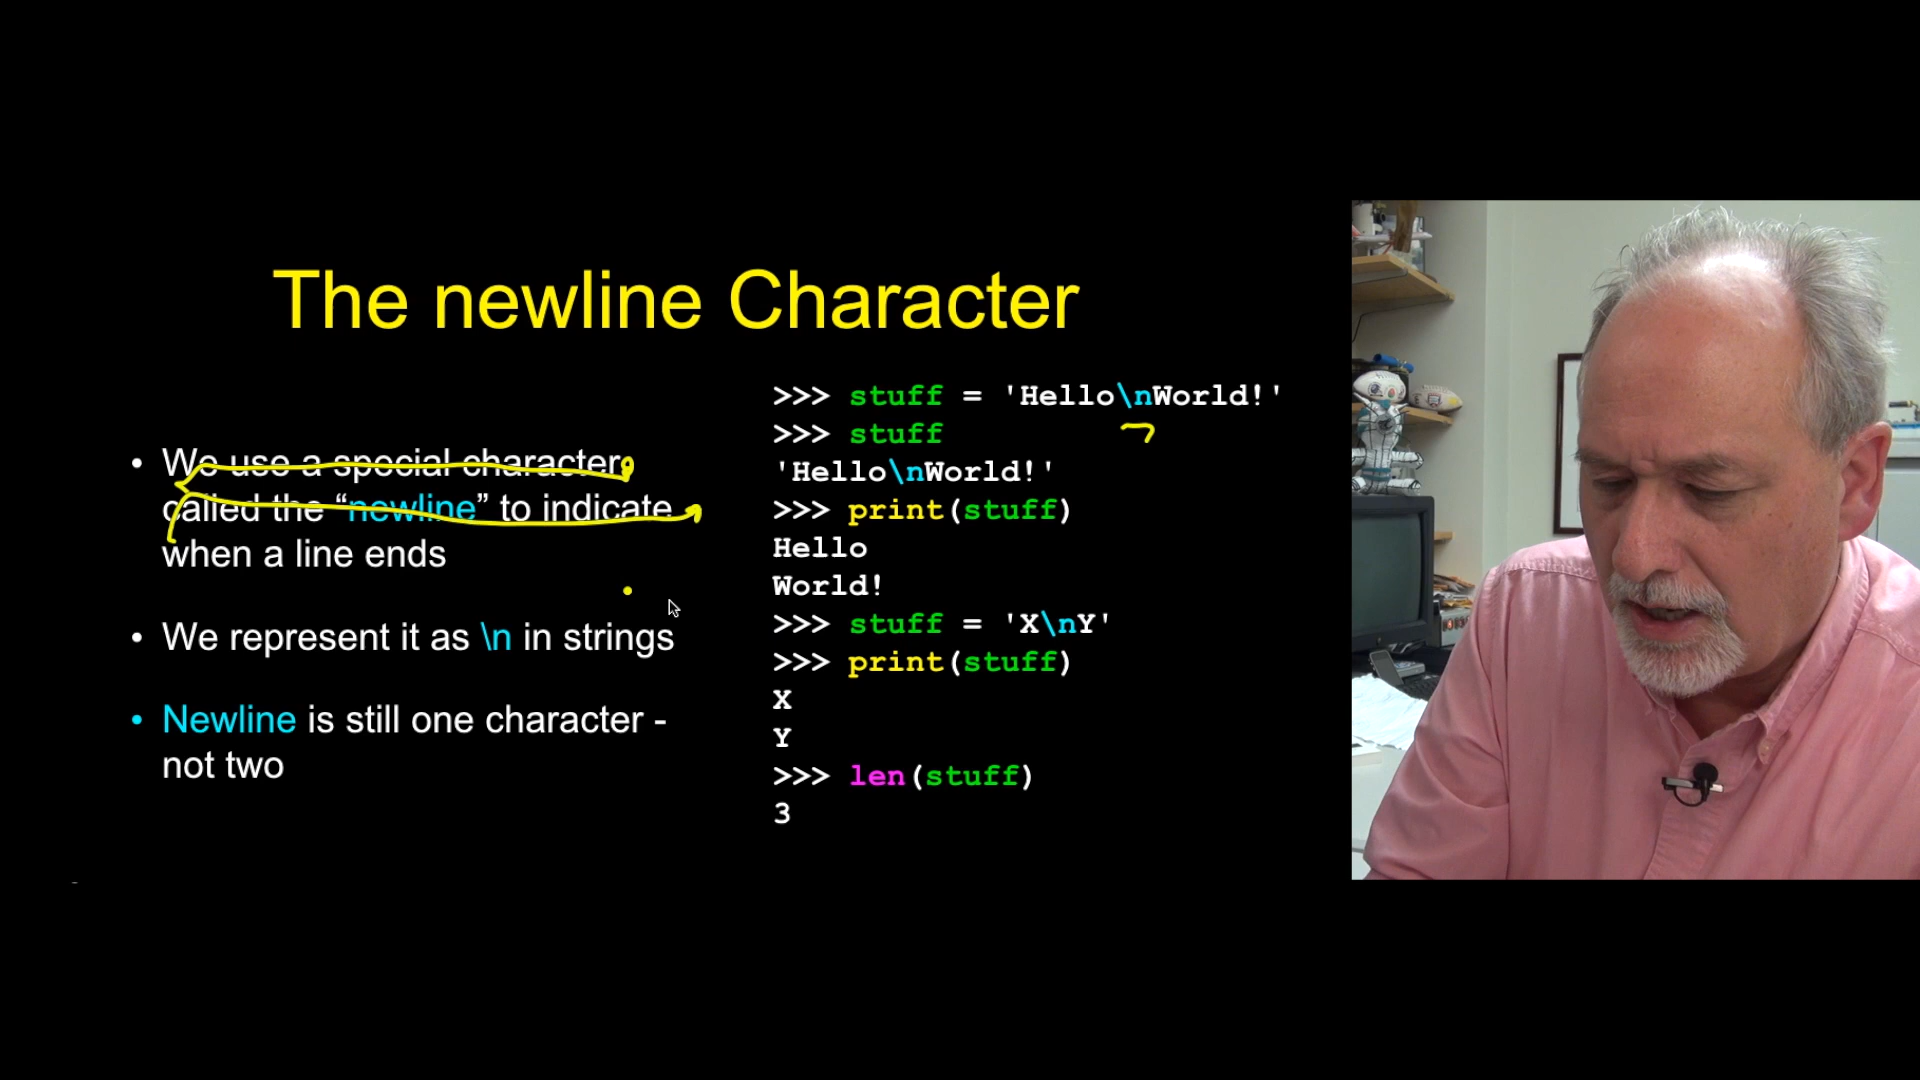 The newline Character
• We use a special character
called the “newline” to indicate
when a line ends
• We represent it as \n in strings
• Newline is still one character -
not two
>>> stuff = 'Hello\nWorld!'
>>> stuff
'Hello\nWorld!'
>>> print(stuff)
Hello
World!
>>> stuff = 'X\nY'
>>> print(stuff)
X
Y
>>> len(stuff)
3